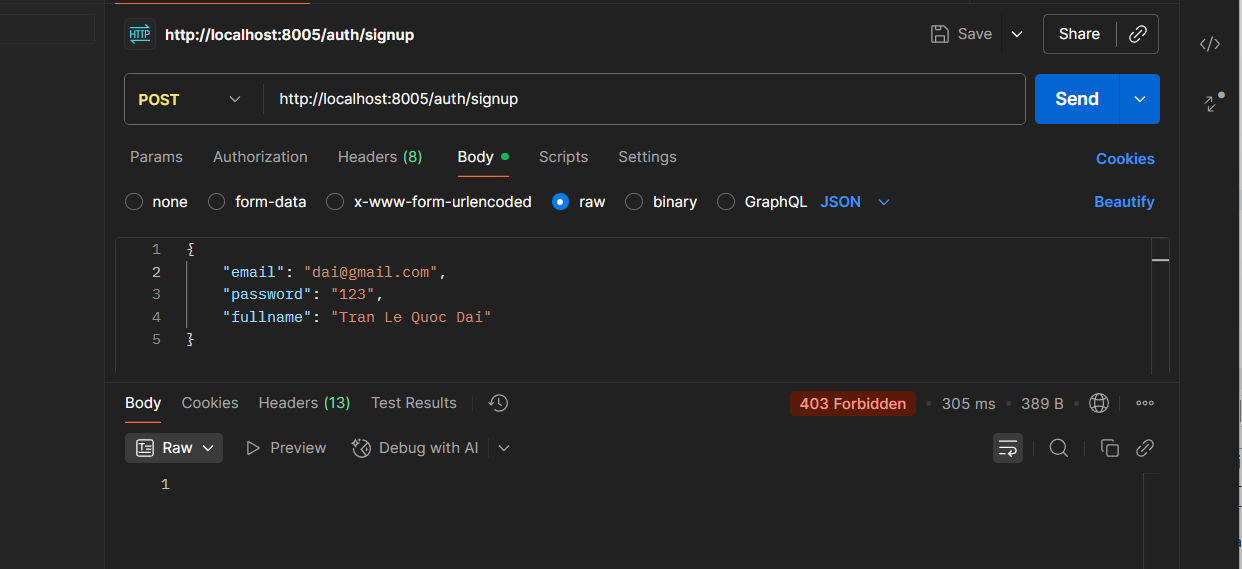 HTTP http://localhost:8005/auth/signup Save Share
POST http://localhost:8005/auth/signup Send
Params Authorization Headers (8) Body Scripts Settings Cookies
none form-data x-www-form-urlencoded raw binary GraphQL JSON Beautify
1 {
2 "email": "dai@gmail.com",
3 "password": "123",
4 "fullname": "Tran Le Quoc Dai"
5 }
Body Cookies Headers (13) Test Results 403 Forbidden • 305 ms • 389 B •
Raw Preview Debug with AI
1